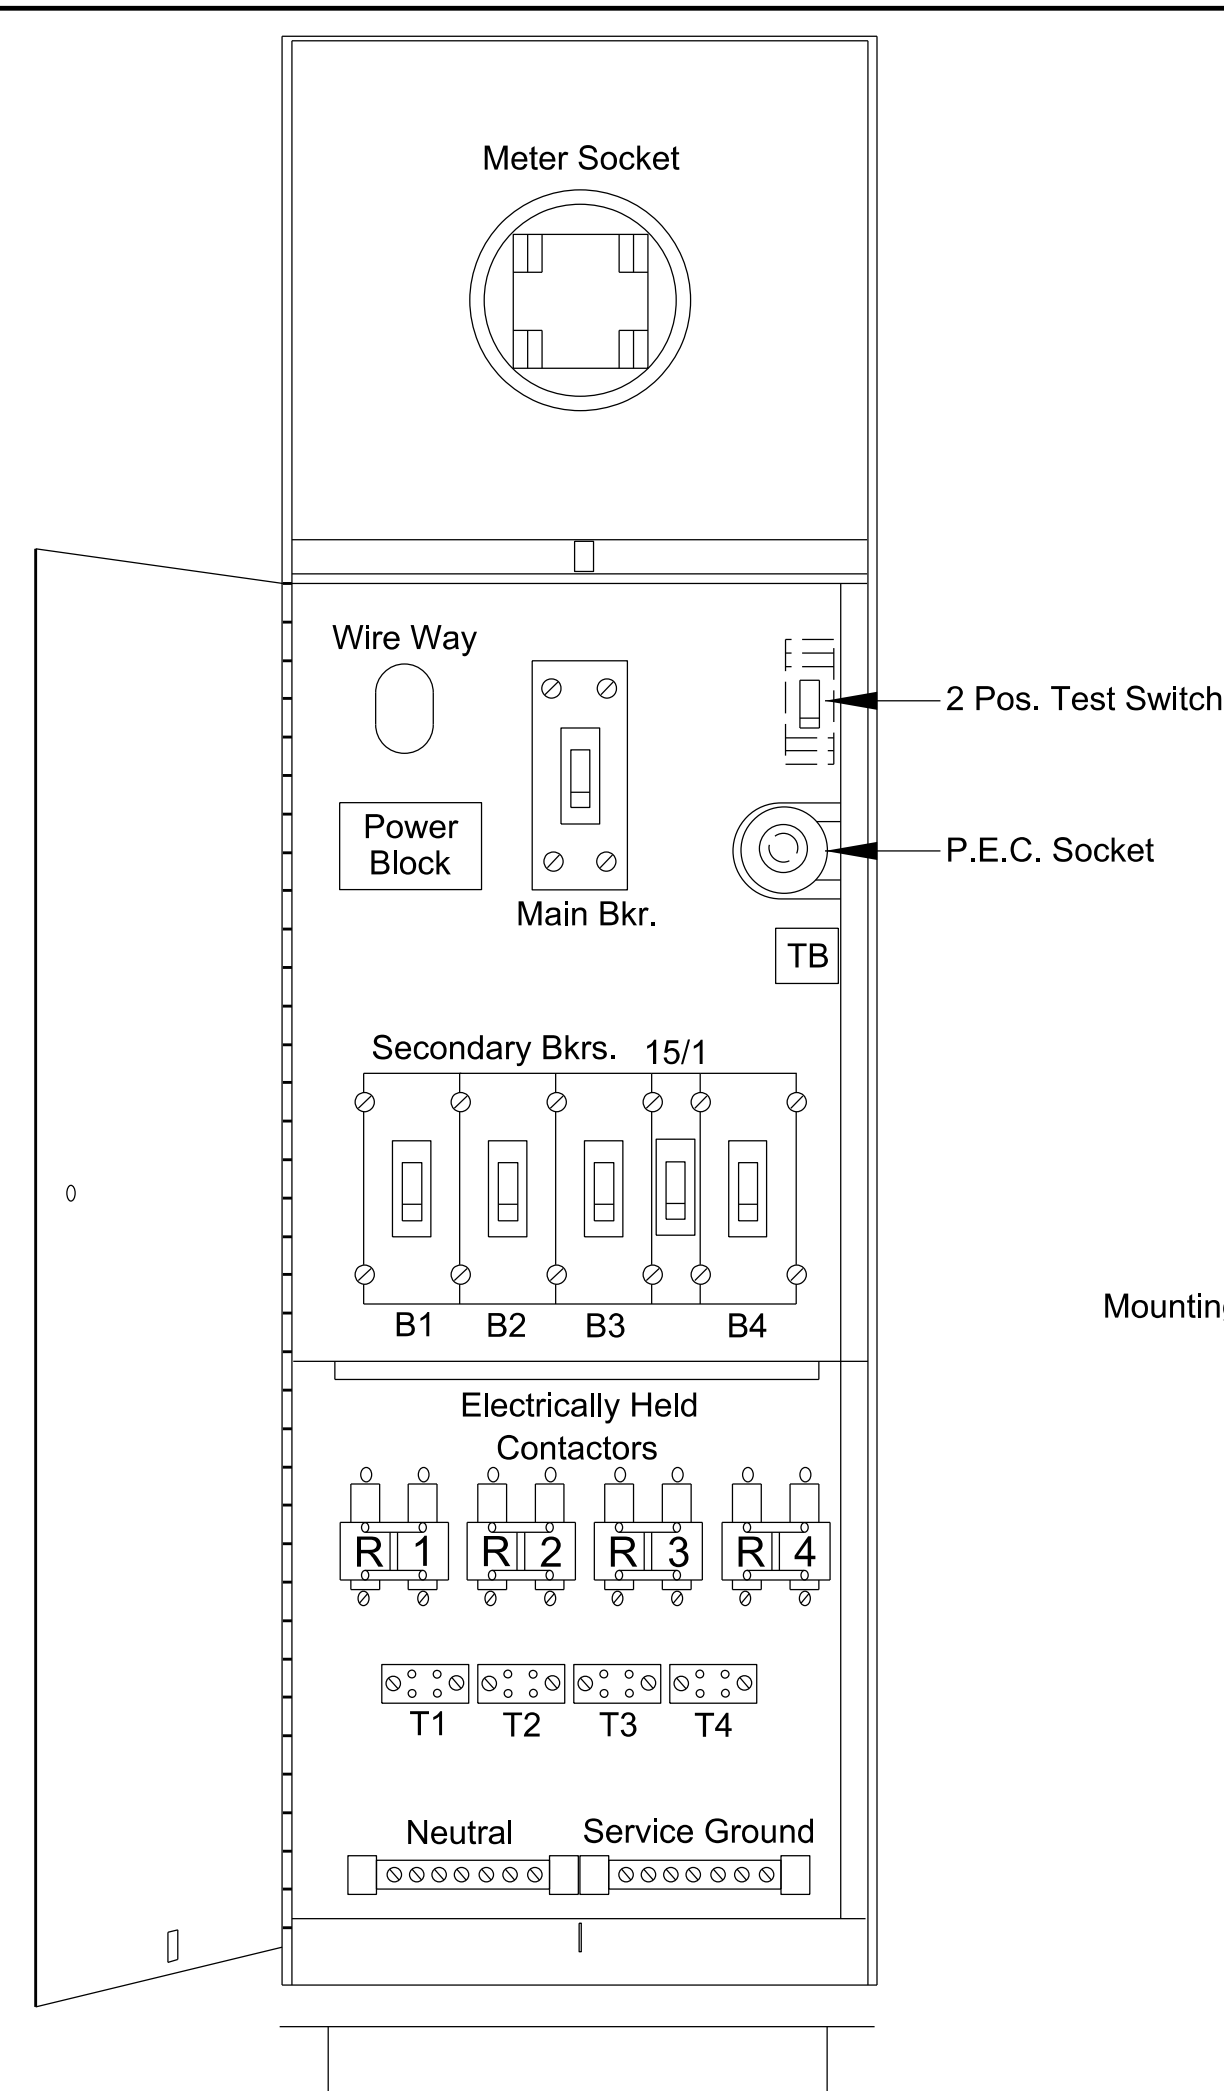 Meter Socket
Wire Way
2 Pos. Test Switch
Power
Block
P.E.C. Socket
Main Bkr.
TB
Secondary Bkrs. 15/1
B1 B2 B3 B4
Mounting
Electrically Held
Contactors
R 1 R 2 R 3 R 4
T1 T2 T3 T4
Neutral Service Ground